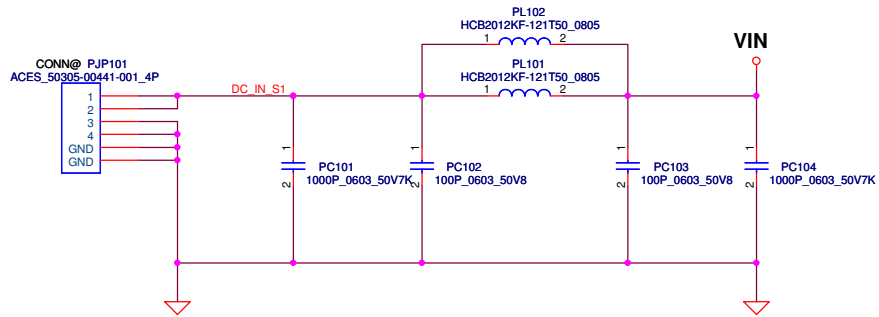 PL102
HCB2012KF-121T50_0805
1
2
VIN
CONN@ PJP101
ACES_50305-00441-001_4P
PL101
HCB2012KF-121T50_0805
1
2
DC_IN_S1
1
2
3
4
GND
GND
1
2
PC101
1000P_0603_50V7K
1
2
PC102
100P_0603_50V8
1
2
PC103
100P_0603_50V8
1
2
PC104
1000P_0603_50V7K